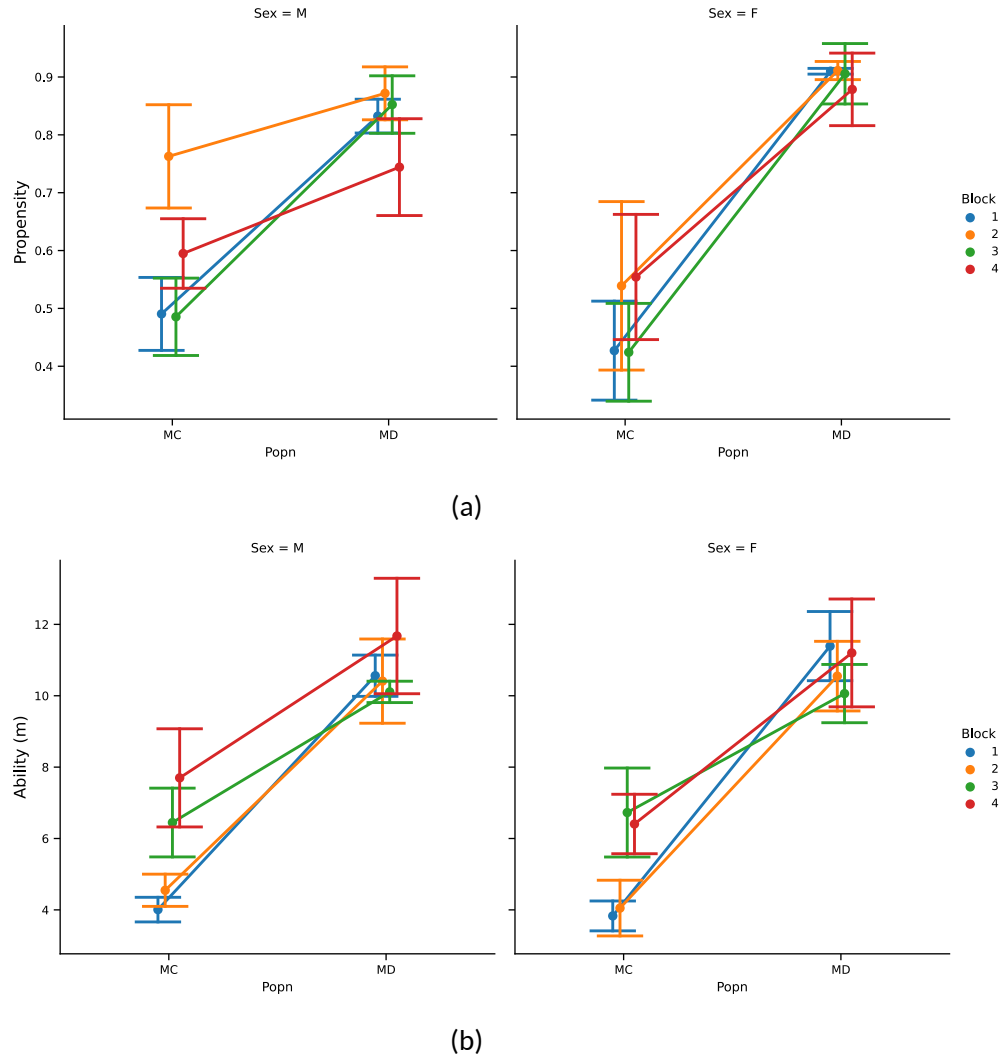 Sex = M
Sex = F
Propensity
0.9
0.8
0.7
0.6
0.5
0.4
MC
MD
Popn
MC
MD
Popn
Block
1
2
3
4
(a)
Sex = M
Sex = F
Ability (m)
12
10
8
6
4
MC
MD
Popn
MC
MD
Popn
Block
1
2
3
4
(b)